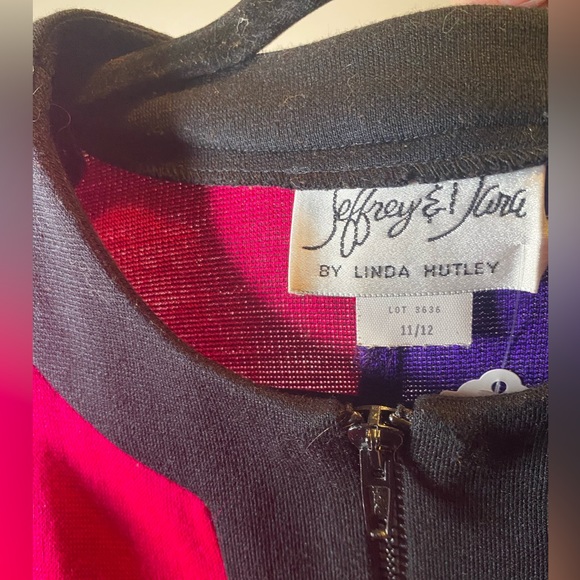 Jeffrey & Dara
BY LINDA HUTLEY
LOT 3636
11/12